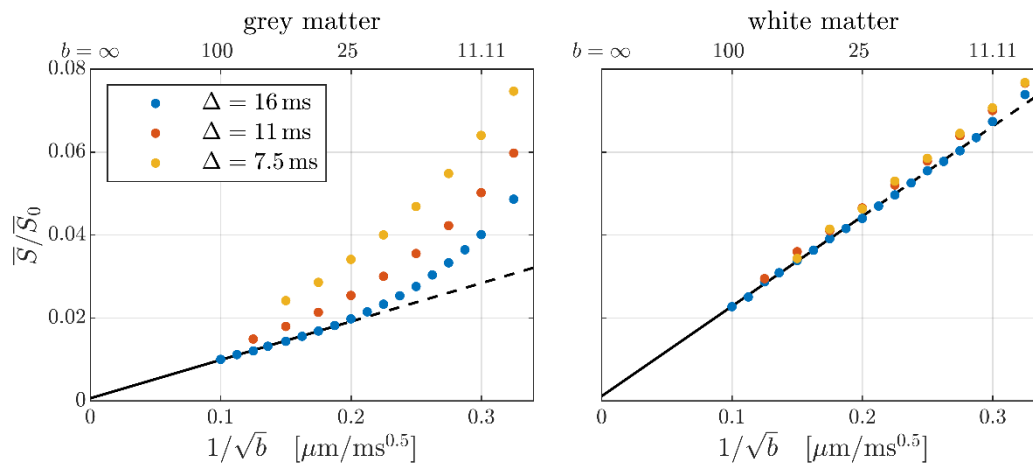 grey matter
white matter
b = ∞ 100 25 11.11
b = ∞ 100 25 11.11
0.08
0.06
0.04
0.02
0
S̅/S̅₀
Δ = 16 ms
Δ = 11 ms
Δ = 7.5 ms
0 0.1 0.2 0.3
0 0.1 0.2 0.3
1/√b [μm/ms⁰·⁵]
1/√b [μm/ms⁰·⁵]